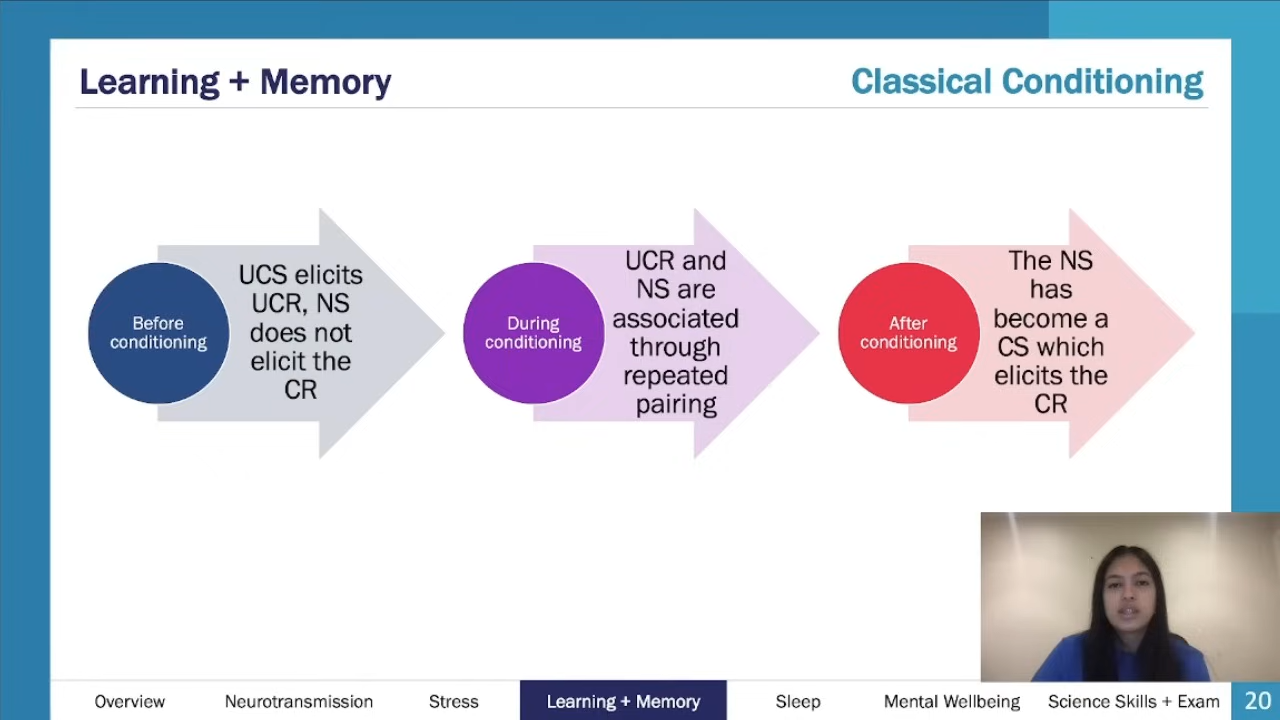 Learning + Memory
Classical Conditioning
Before
conditioning
UCS elicits
UCR, NS
does not
elicit the
CR
During
conditioning
UCR and
NS are
associated
through
repeated
pairing
After
conditioning
The NS
has
become a
CS which
elicits the
CR
Overview
Neurotransmission
Stress
Learning + Memory
Sleep
Mental Wellbeing
Science Skills + Exam
20